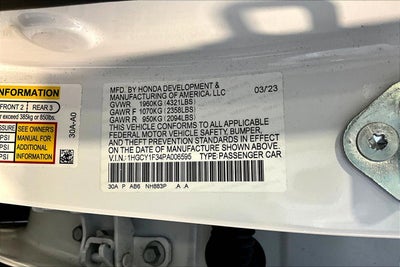 INFORMATION
FRONT 2 REAR 3
er exceed 385kg or 850lbs.
SSURE
SEE OWNER'S
MANUAL FOR
ADDITIONAL
INFORMATION
PSI
PSI
PSI
30A-A0
MFD. BY HONDA DEVELOPMENT & 03/23
MANUFACTURING OF AMERICA, LLC
GVWR 1960KG (4321LBS)
GAWR F 1070KG (2358LBS)
GAWR R 950KG (2094LBS)
THIS VEHICLE CONFORMS TO ALL APPLICABLE
FEDERAL MOTOR VEHICLE SAFETY, BUMPER,
AND THEFT PREVENTION STANDARDS IN EFFECT
ON THE DATE OF MANUFACTURE SHOWN ABOVE.
V.I.N.: 1HGCY1F34PA006595 TYPE PASSENGER CAR
30A P AB6 NH883P A A